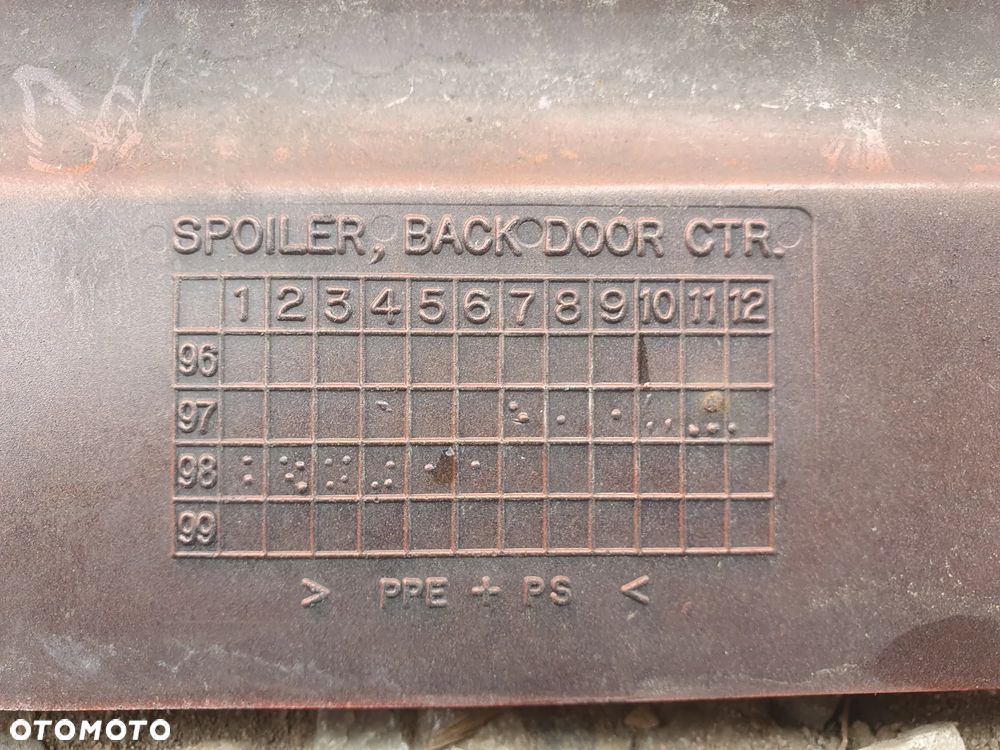 SPOILER, BACK DOOR CTR.
1 2 3 4 5 6 7 8 9 10 11 12
96
97
98
99
> PPE + PS <
OTOMOTO